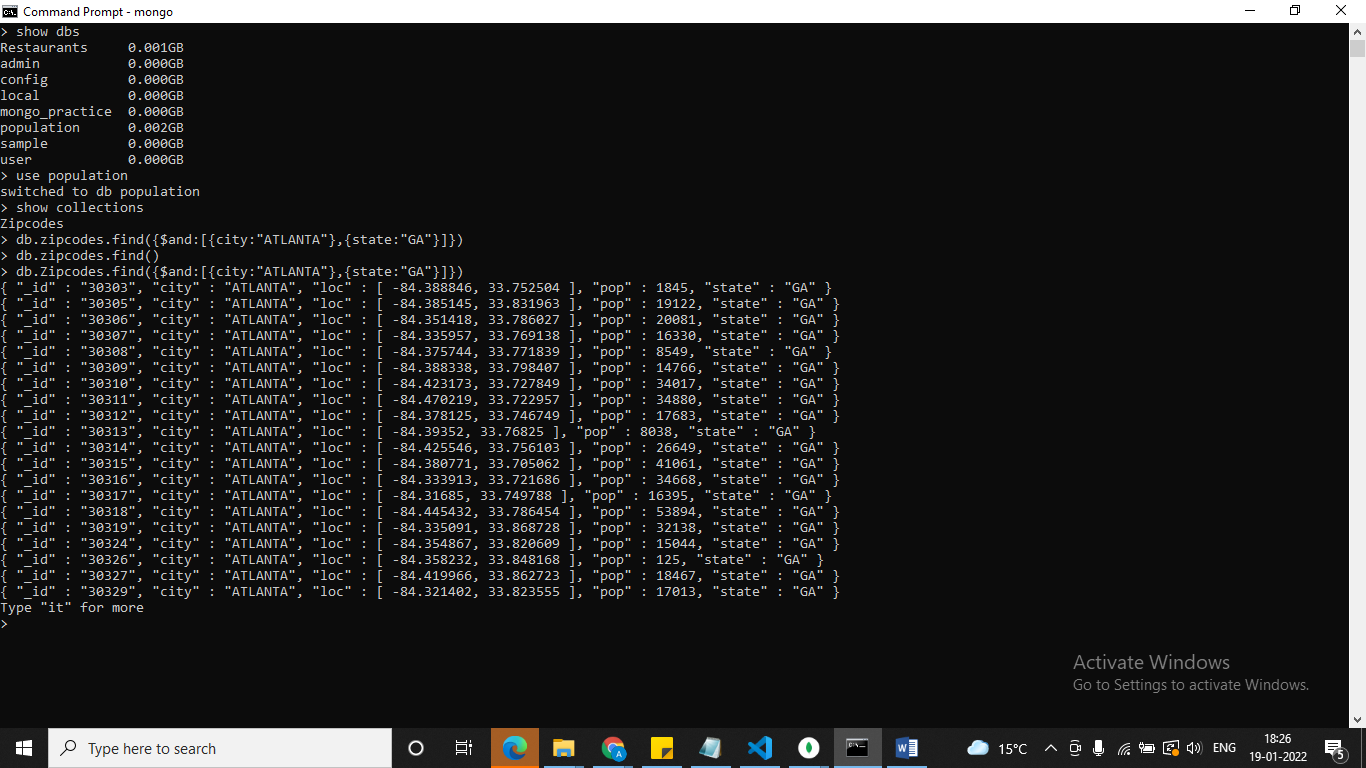 Command Prompt - mongo
> show dbs
Restaurants     0.001GB
admin           0.000GB
config          0.000GB
local           0.000GB
mongo_practice  0.000GB
population      0.002GB
sample          0.000GB
user            0.000GB
> use population
switched to db population
> show collections
Zipcodes
> db.zipcodes.find({$and:[{city:"ATLANTA"},{state:"GA"}]})
> db.zipcodes.find()
> db.Zipcodes.find({$and:[{city:"ATLANTA"},{state:"GA"}]})
{ "_id" : "30303", "city" : "ATLANTA", "loc" : [ -84.388846, 33.752504 ], "pop" : 1845, "state" : "GA" }
{ "_id" : "30305", "city" : "ATLANTA", "loc" : [ -84.385145, 33.831963 ], "pop" : 19122, "state" : "GA" }
{ "_id" : "30306", "city" : "ATLANTA", "loc" : [ -84.351418, 33.786027 ], "pop" : 20081, "state" : "GA" }
{ "_id" : "30307", "city" : "ATLANTA", "loc" : [ -84.335957, 33.769138 ], "pop" : 16330, "state" : "GA" }
{ "_id" : "30308", "city" : "ATLANTA", "loc" : [ -84.375744, 33.771839 ], "pop" : 8549, "state" : "GA" }
{ "_id" : "30309", "city" : "ATLANTA", "loc" : [ -84.388338, 33.798407 ], "pop" : 14766, "state" : "GA" }
{ "_id" : "30310", "city" : "ATLANTA", "loc" : [ -84.423173, 33.727849 ], "pop" : 34017, "state" : "GA" }
{ "_id" : "30311", "city" : "ATLANTA", "loc" : [ -84.470219, 33.722957 ], "pop" : 34880, "state" : "GA" }
{ "_id" : "30312", "city" : "ATLANTA", "loc" : [ -84.378125, 33.746749 ], "pop" : 17683, "state" : "GA" }
{ "_id" : "30313", "city" : "ATLANTA", "loc" : [ -84.39352, 33.76825 ], "pop" : 8038, "state" : "GA" }
{ "_id" : "30314", "city" : "ATLANTA", "loc" : [ -84.425546, 33.756103 ], "pop" : 26649, "state" : "GA" }
{ "_id" : "30315", "city" : "ATLANTA", "loc" : [ -84.380771, 33.705062 ], "pop" : 41061, "state" : "GA" }
{ "_id" : "30316", "city" : "ATLANTA", "loc" : [ -84.333913, 33.721686 ], "pop" : 34668, "state" : "GA" }
{ "_id" : "30317", "city" : "ATLANTA", "loc" : [ -84.31685, 33.749788 ], "pop" : 16395, "state" : "GA" }
{ "_id" : "30318", "city" : "ATLANTA", "loc" : [ -84.445432, 33.786454 ], "pop" : 53894, "state" : "GA" }
{ "_id" : "30319", "city" : "ATLANTA", "loc" : [ -84.335091, 33.868728 ], "pop" : 32138, "state" : "GA" }
{ "_id" : "30324", "city" : "ATLANTA", "loc" : [ -84.354867, 33.820609 ], "pop" : 15044, "state" : "GA" }
{ "_id" : "30326", "city" : "ATLANTA", "loc" : [ -84.358232, 33.848168 ], "pop" : 125, "state" : "GA" }
{ "_id" : "30327", "city" : "ATLANTA", "loc" : [ -84.419966, 33.862723 ], "pop" : 18467, "state" : "GA" }
{ "_id" : "30329", "city" : "ATLANTA", "loc" : [ -84.321402, 33.823555 ], "pop" : 17013, "state" : "GA" }
Type "it" for more
>
Activate Windows
Go to Settings to activate Windows.
Type here to search
15°C
ENG
18:26
19-01-2022
5